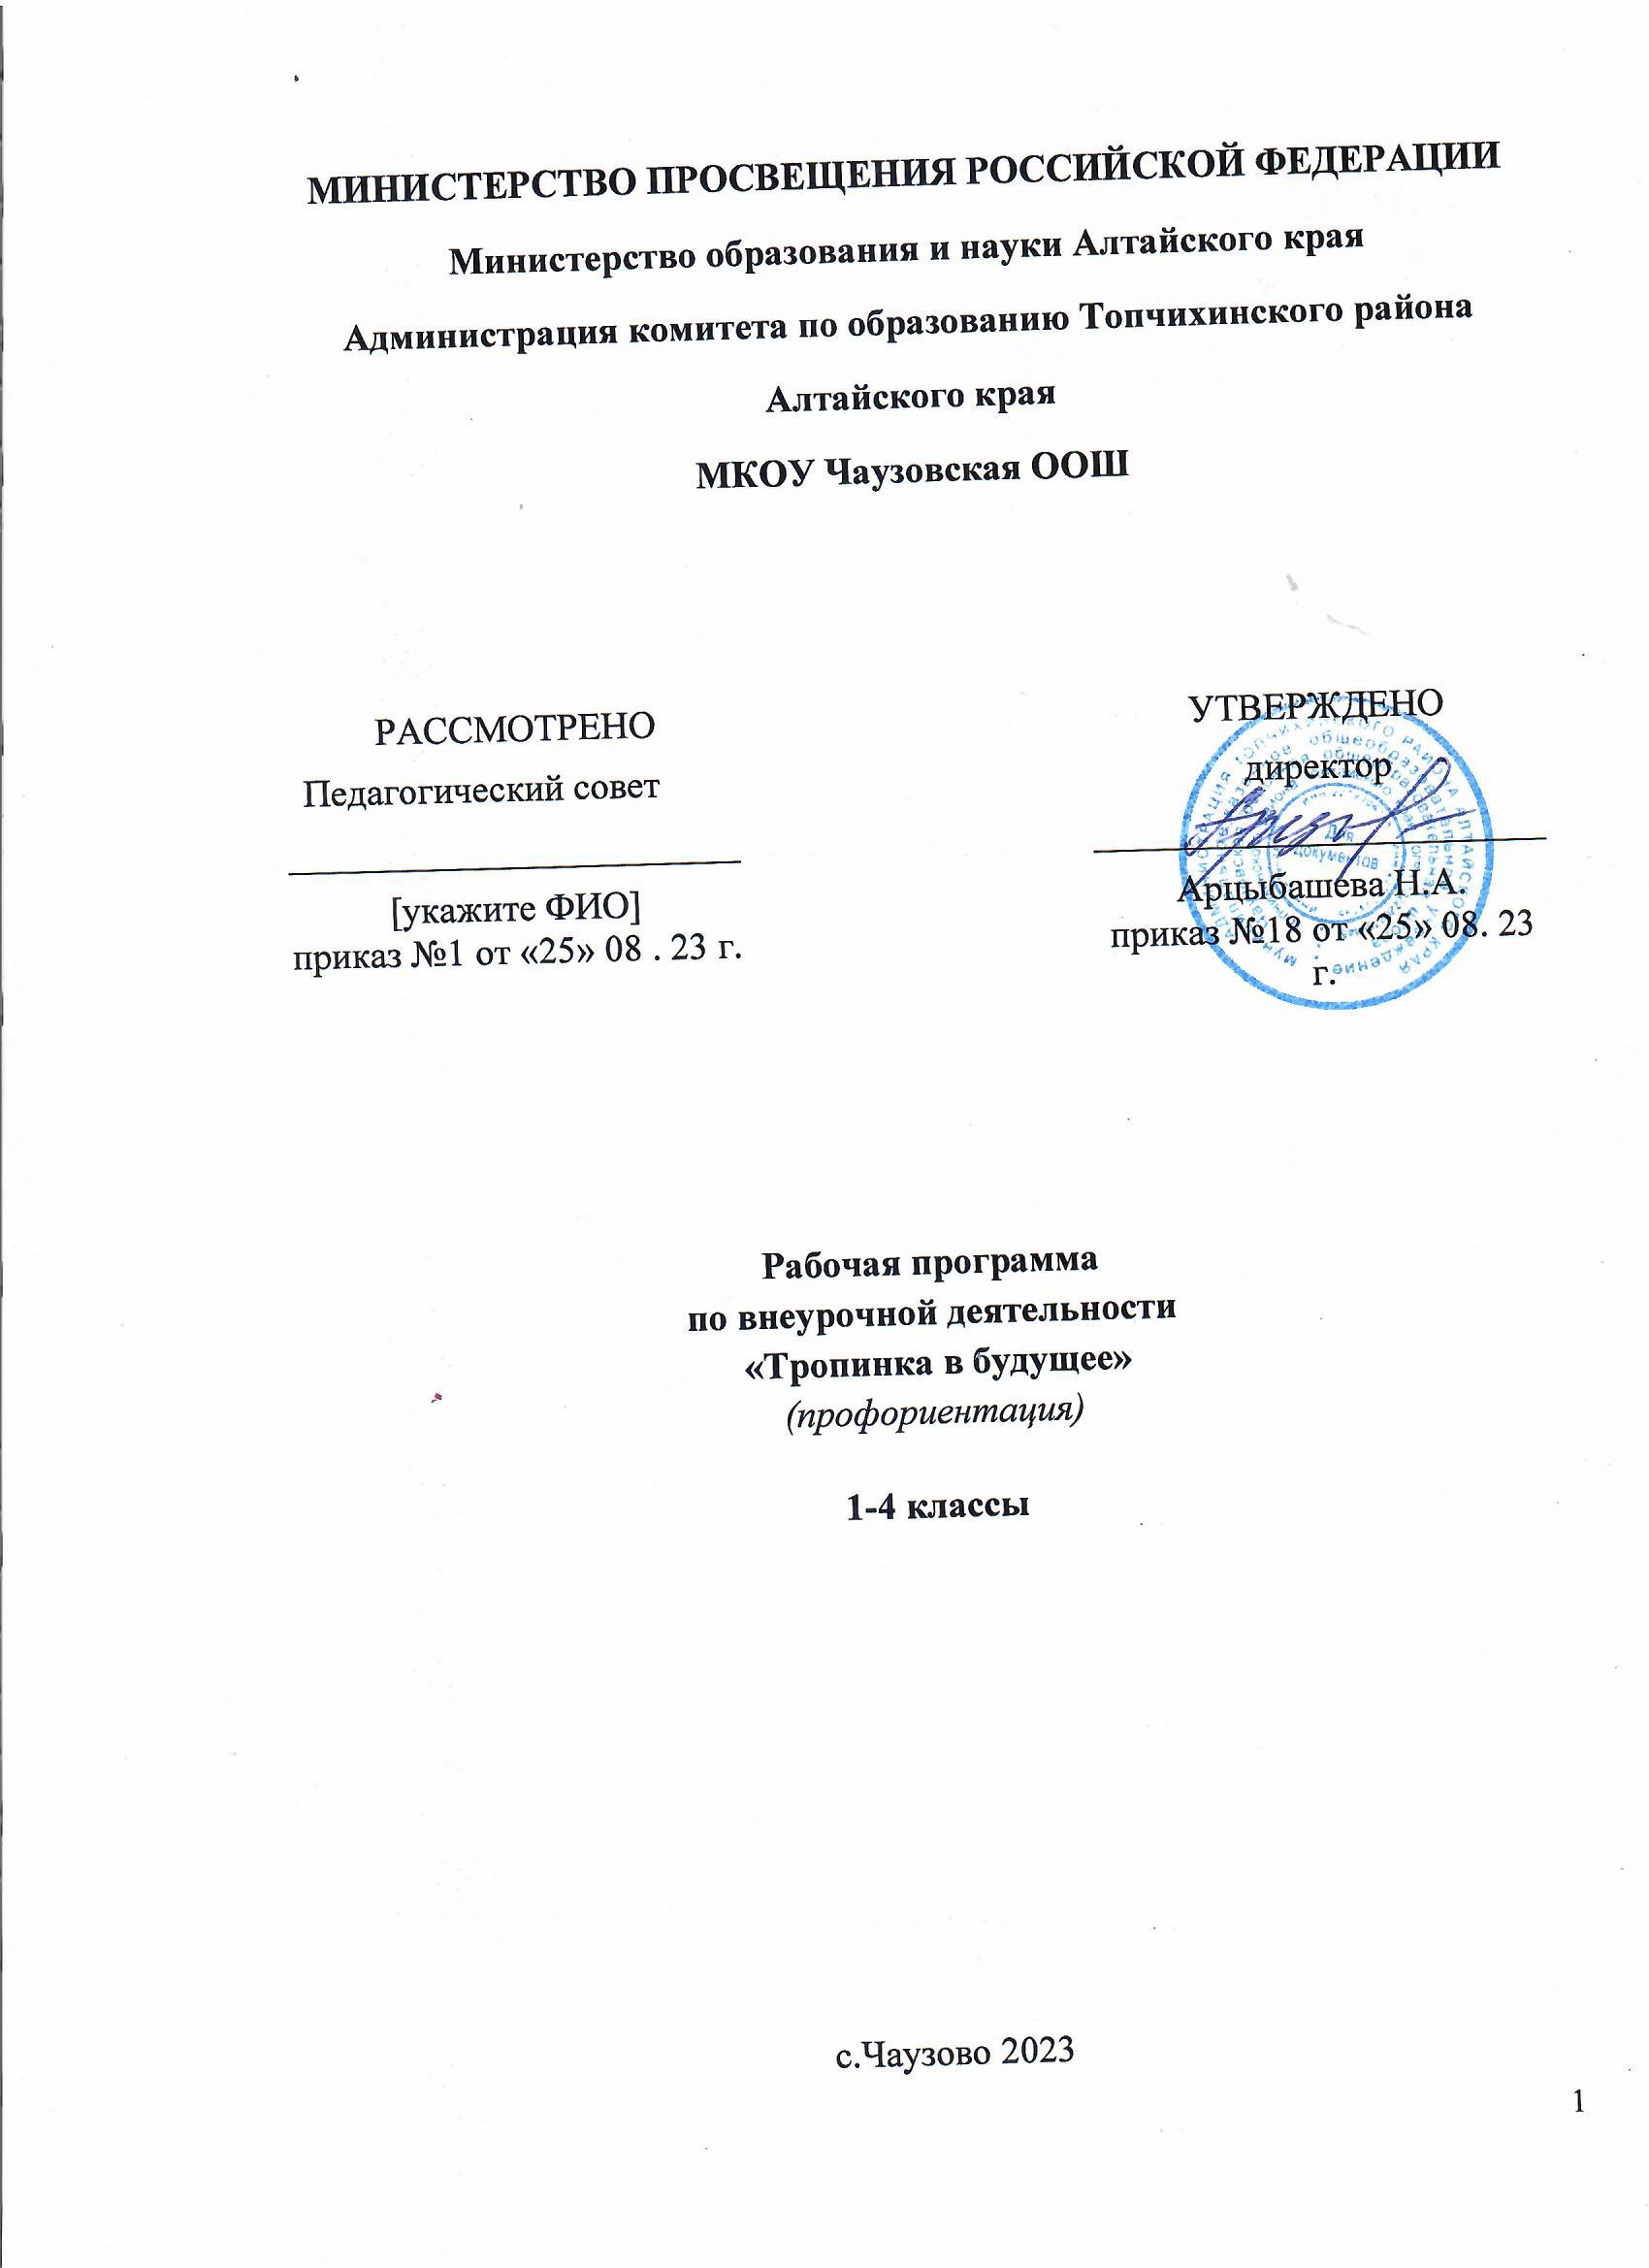 МИНИСТЕРСТВО ПРОСВЕЩЕНИЯ РОССИЙСКОЙ ФЕДЕРАЦИИ
Министерство образования и науки Алтайского края
Администрация комитета по образованию Топчихинского района
Алтайского края
МКОУ Чаузовская ООШ
РАССМОТРЕНО
Педагогический совет
[укажите ФИО]
приказ №1 от «25» 08 . 23 г.
УТВЕРЖДЕНО
директор
Для
документов
Арцыбашева Н.А.
приказ №18 от «25» 08. 23
г.
Рабочая программа
по внеурочной деятельности
«Тропинка в будущее»
(профориентация)
1-4 классы
с.Чаузово 2023
1